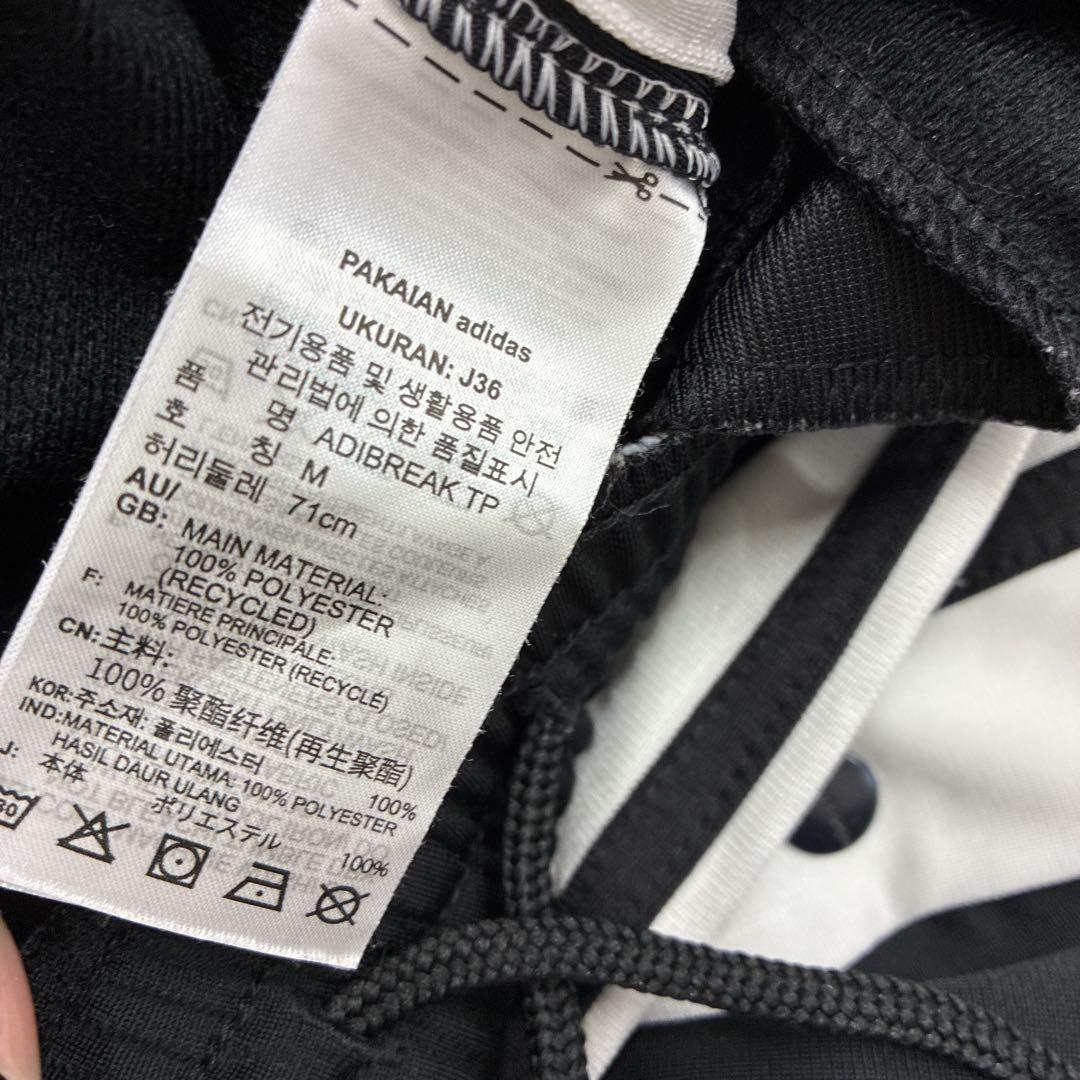 PAKAIAN adidas
UKURAN: J36
전기용품 및 생활용품 안전
관리법에 의한 품질표시
품 명 ADIBREAK TP
호 칭 M
허리둘레 71cm
AU/
GB: MAIN MATERIAL:
100% POLYESTER
(RECYCLED)
F: MATIERE PRINCIPALE:
100% POLYESTER (RECYCLÉ)
CN: 主料:
100% 聚酯纤维(再生聚酯)
KOR: 주소재: 폴리에스터 100%
IND: MATERIAL UTAMA: 100% POLYESTER
HASIL DAUR ULANG
J: 本体
ポリエステル 100%
30